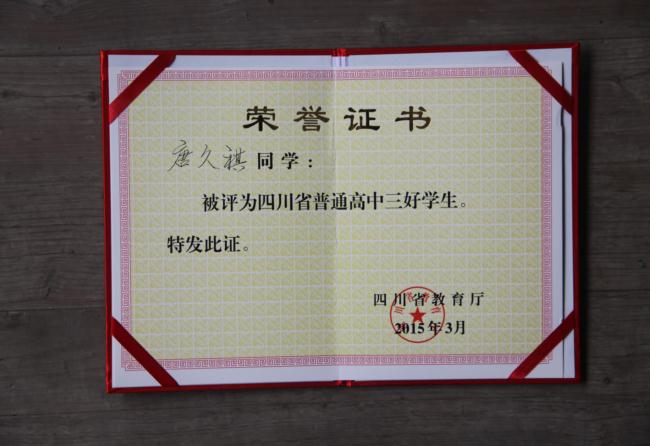 荣誉证书
唐久祺同学：
被评为四川省普通高中三好学生。
特发此证。
四川省教育厅
2015年3月